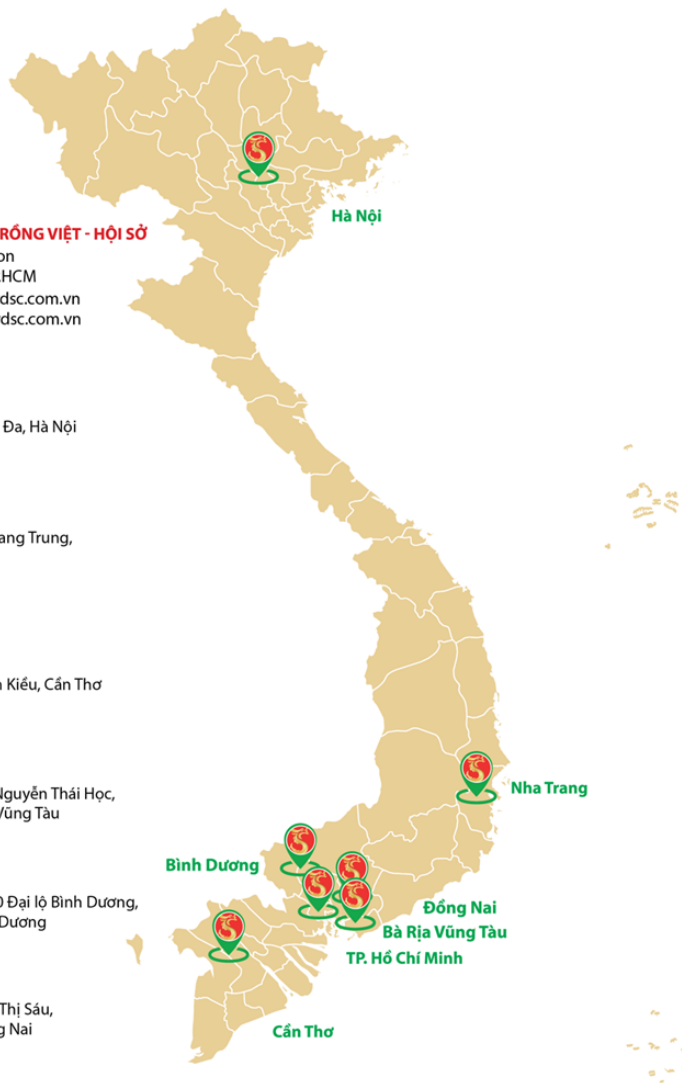 RỒNG VIỆT - HỘI SỞ
on
.HCM
dsc.com.vn
dsc.com.vn
Đa, Hà Nội
ang Trung,
Kiều, Cần Thơ
Nguyễn Thái Học,
Vũng Tàu
0 Đại lộ Bình Dương,
Dương
Thị Sáu,
g Nai
Hà Nội
Nha Trang
Bình Dương
Đồng Nai
Bà Rịa Vũng Tàu
TP. Hồ Chí Minh
Cần Thơ